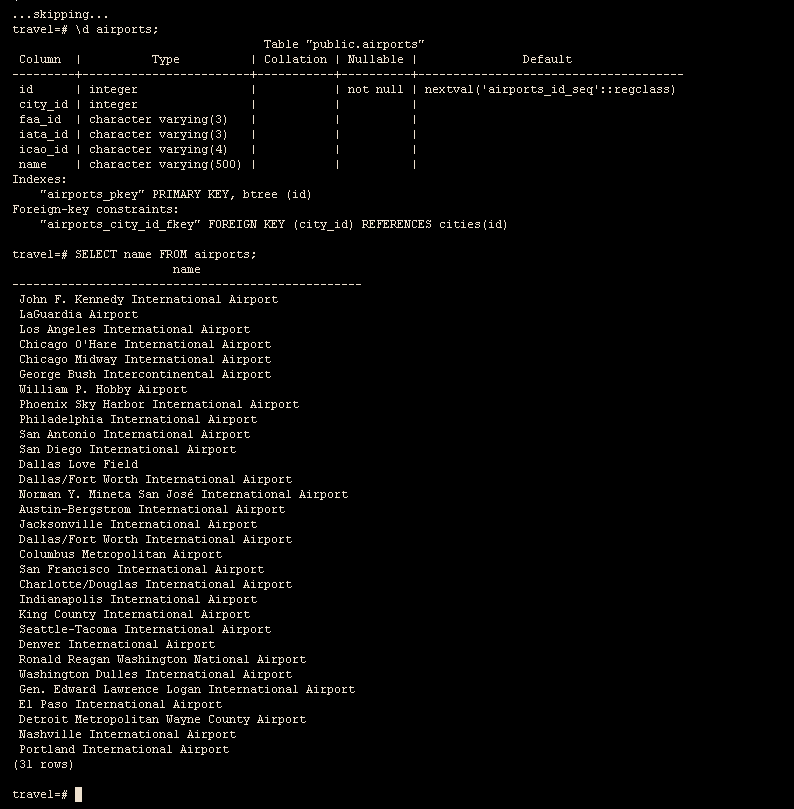 ...skipping...
travel=# \d airports;
                                    Table "public.airports"
 Column  |          Type          | Collation | Nullable |               Default
---------+------------------------+-----------+----------+--------------------------------------
 id      | integer                |           | not null | nextval('airports_id_seq'::regclass)
 city_id | integer                |           |          |
 faa_id  | character varying(3)   |           |          |
 iata_id | character varying(3)   |           |          |
 icao_id | character varying(4)   |           |          |
 name    | character varying(500) |           |          |
Indexes:
    "airports_pkey" PRIMARY KEY, btree (id)
Foreign-key constraints:
    "airports_city_id_fkey" FOREIGN KEY (city_id) REFERENCES cities(id)

travel=# SELECT name FROM airports;
                       name
--------------------------------------------------
 John F. Kennedy International Airport
 LaGuardia Airport
 Los Angeles International Airport
 Chicago O'Hare International Airport
 Chicago Midway International Airport
 George Bush Intercontinental Airport
 William P. Hobby Airport
 Phoenix Sky Harbor International Airport
 Philadelphia International Airport
 San Antonio International Airport
 San Diego International Airport
 Dallas Love Field
 Dallas/Fort Worth International Airport
 Norman Y. Mineta San José International Airport
 Austin-Bergstrom International Airport
 Jacksonville International Airport
 Dallas/Fort Worth International Airport
 Columbus Metropolitan Airport
 San Francisco International Airport
 Charlotte/Douglas International Airport
 Indianapolis International Airport
 King County International Airport
 Seattle-Tacoma International Airport
 Denver International Airport
 Ronald Reagan Washington National Airport
 Washington Dulles International Airport
 Gen. Edward Lawrence Logan International Airport
 El Paso International Airport
 Detroit Metropolitan Wayne County Airport
 Nashville International Airport
 Portland International Airport
(31 rows)

travel=#